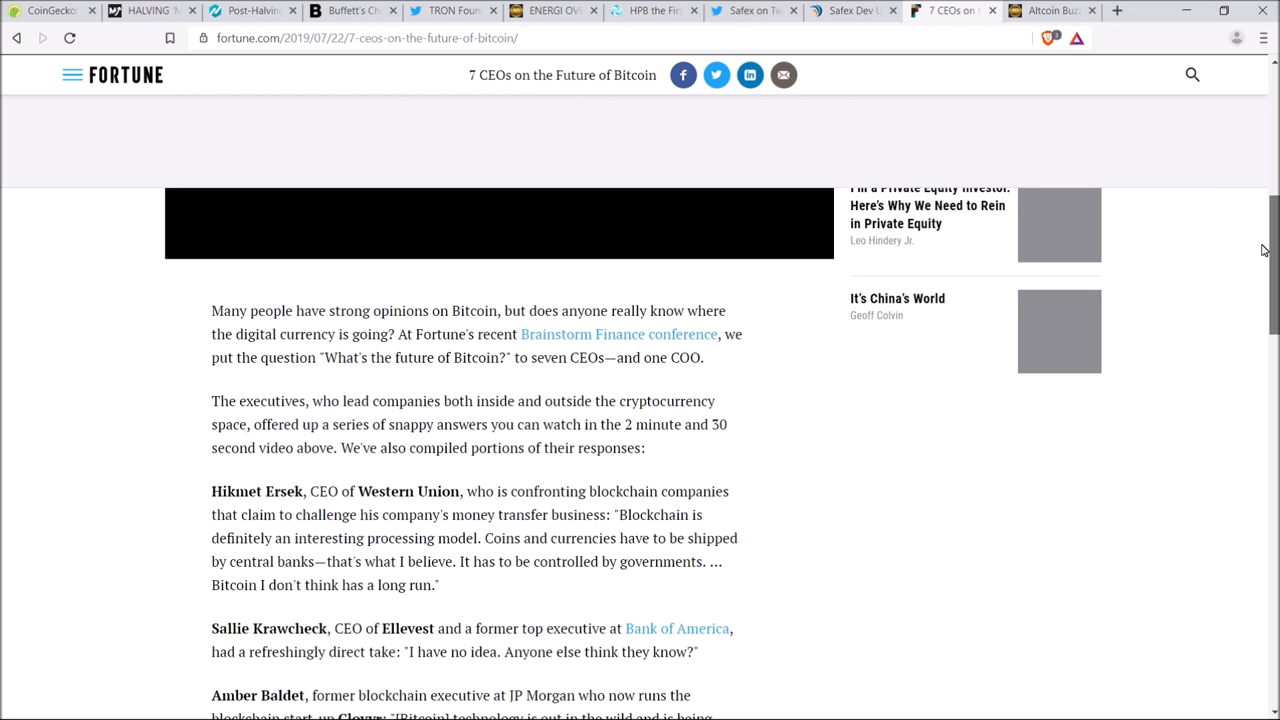 CoinGecko:
HALVING
Post-Halvin
Buffett's Ch
TRON Foun
ENERGI OV
HPB the Fir
Safex on Tw
Safex Dev U
7 CEOs on t
Altcoin Buz
fortune.com/2019/07/22/7-ceos-on-the-future-of-bitcoin/
3
FORTUNE
7 CEOs on the Future of Bitcoin
I'm a Private Equity Investor.
Here's Why We Need to Rein
in Private Equity
Leo Hindery Jr.
It's China's World
Geoff Colvin
Many people have strong opinions on Bitcoin, but does anyone really know where
the digital currency is going? At Fortune's recent Brainstorm Finance conference, we
put the question "What's the future of Bitcoin?" to seven CEOs—and one COO.
The executives, who lead companies both inside and outside the cryptocurrency
space, offered up a series of snappy answers you can watch in the 2 minute and 30
second video above. We've also compiled portions of their responses:
Hikmet Ersek, CEO of Western Union, who is confronting blockchain companies
that claim to challenge his company's money transfer business: "Blockchain is
definitely an interesting processing model. Coins and currencies have to be shipped
by central banks—that's what I believe. It has to be controlled by governments. ...
Bitcoin I don't think has a long run."
Sallie Krawcheck, CEO of Ellevest and a former top executive at Bank of America,
had a refreshingly direct take: "I have no idea. Anyone else think they know?"
Amber Baldet, former blockchain executive at JP Morgan who now runs the
blockchain start-up Clovyr: "[Bitcoin] technology is out in the wild and is being